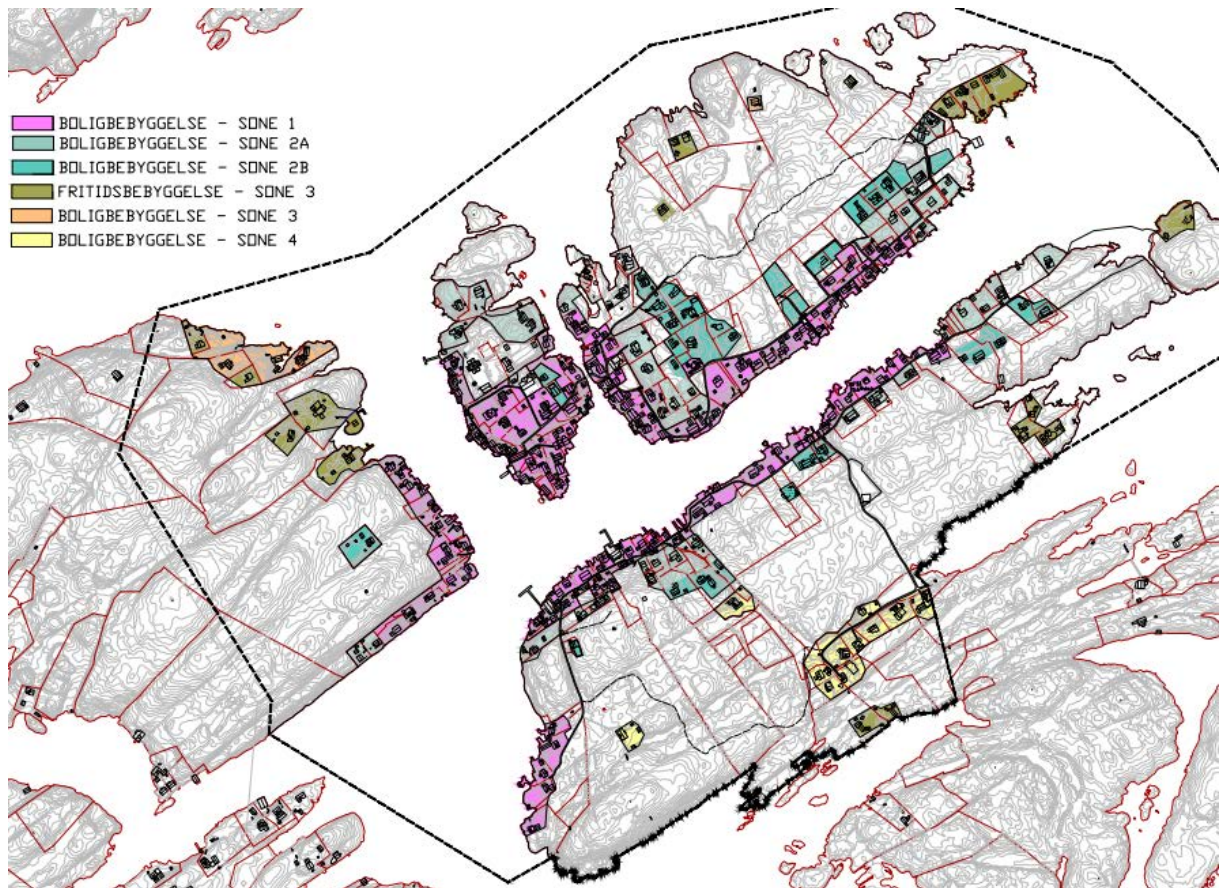 BOLIGBEBYGGELSE - SONE 1
BOLIGBEBYGGELSE - SONE 2A
BOLIGBEBYGGELSE - SONE 2B
FRITIDSBEBYGGELSE - SONE 3
BOLIGBEBYGGELSE - SONE 3
BOLIGBEBYGGELSE - SONE 4